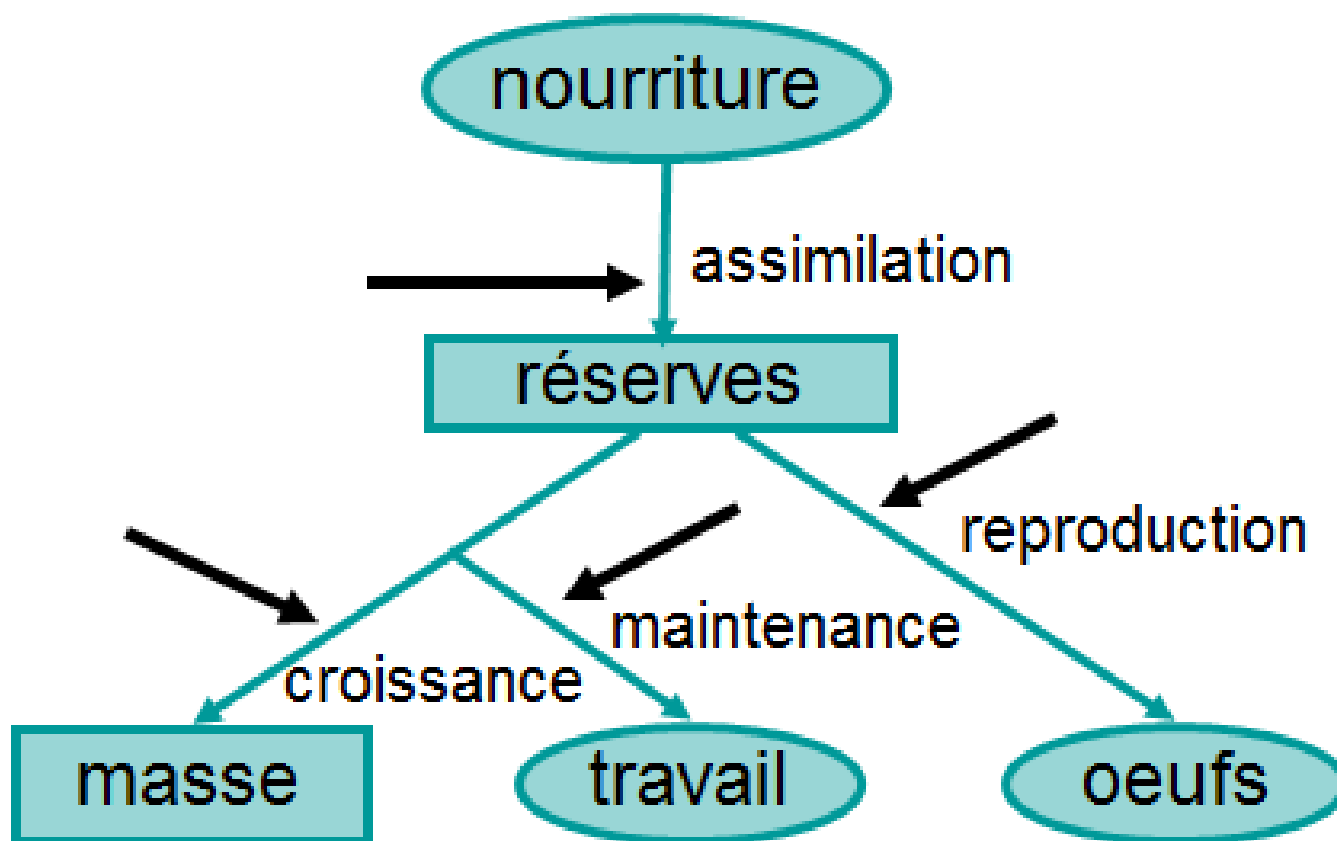 nourriture
assimilation
réserves
reproduction
maintenance
croissance
masse
travail
oeufs